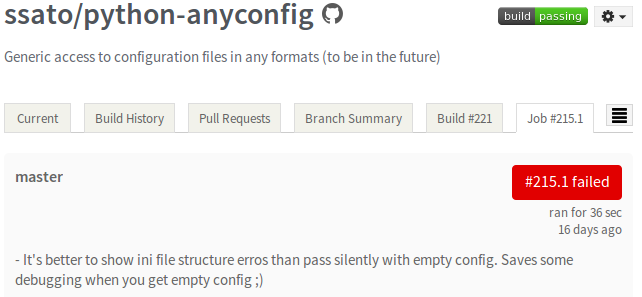 ssato/python-anyconfig
build passing
Generic access to configuration files in any formats (to be in the future)
Current Build History Pull Requests Branch Summary Build #221 Job #215.1
master
#215.1 failed
ran for 36 sec
16 days ago
- It's better to show ini file structure erros than pass silently with empty config. Saves some
debugging when you get empty config ;)